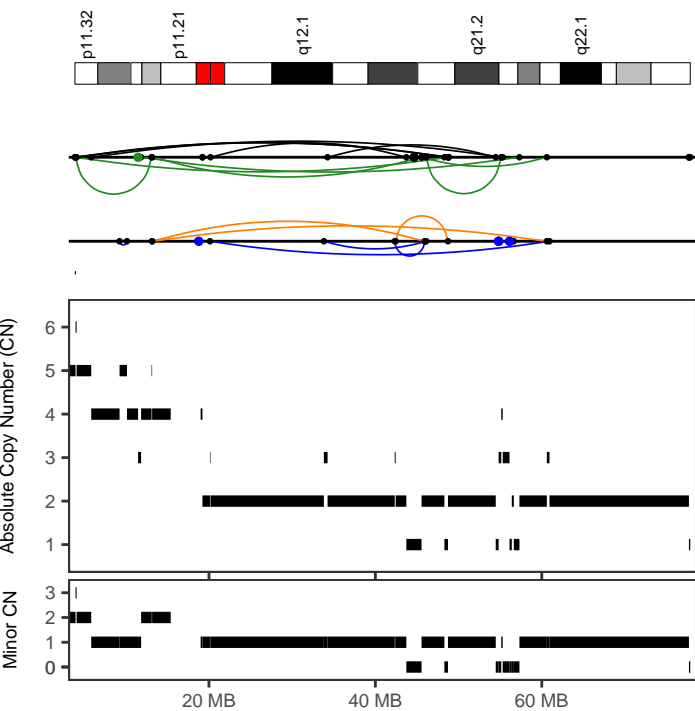 p11.32
p11.21
q12.1
q21.2
q22.1
Absolute Copy Number (CN)
6
5
4
3
2
1
Minor CN
3
2
1
0
20 MB
40 MB
60 MB